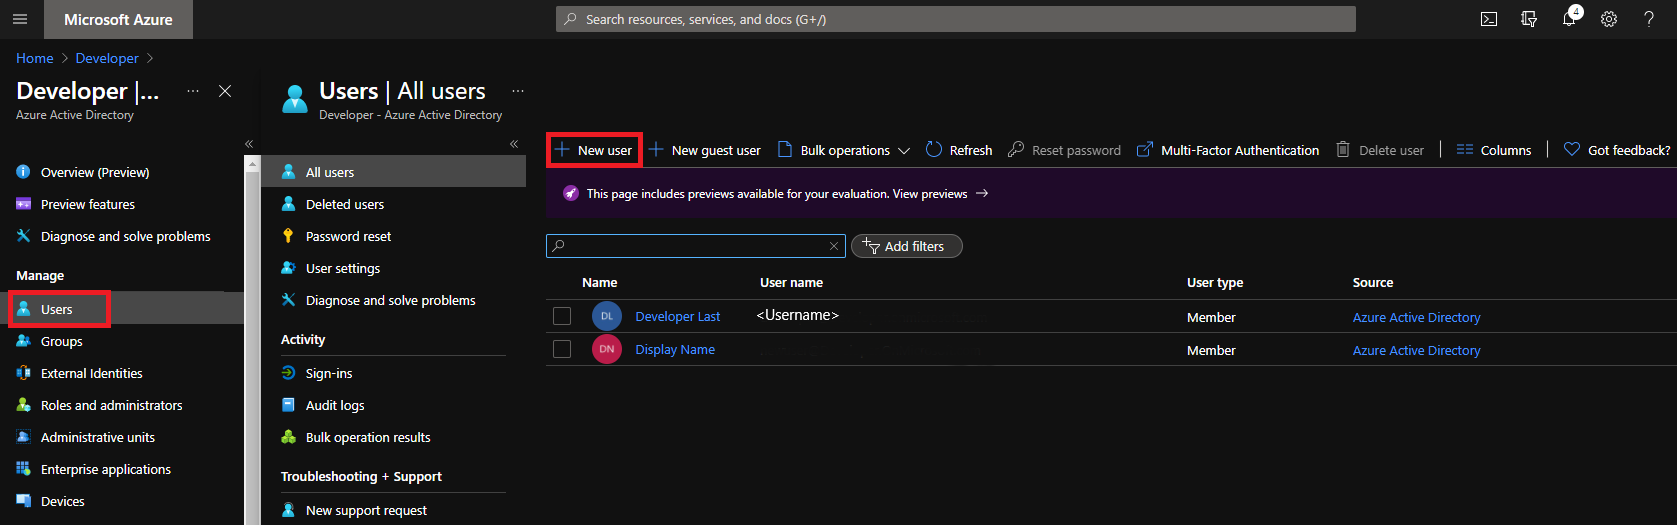 Microsoft Azure
Search resources, services, and docs (G+/)
4
Home > Developer >
Developer |... ... ×
Azure Active Directory
«
Overview (Preview)
Preview features
Diagnose and solve problems
Manage
Users
Groups
External Identities
Roles and administrators
Administrative units
Enterprise applications
Devices
Users | All users ...
Developer - Azure Active Directory
«
All users
Deleted users
Password reset
User settings
Diagnose and solve problems
Activity
Sign-ins
Audit logs
Bulk operation results
Troubleshooting + Support
New support request
+ New user + New guest user Bulk operations Refresh Reset password Multi-Factor Authentication Delete user Columns Got feedback?
This page includes previews available for your evaluation. View previews →
Add filters
Name User name User type Source
DL Developer Last <Username> Member Azure Active Directory
DN Display Name Member Azure Active Directory